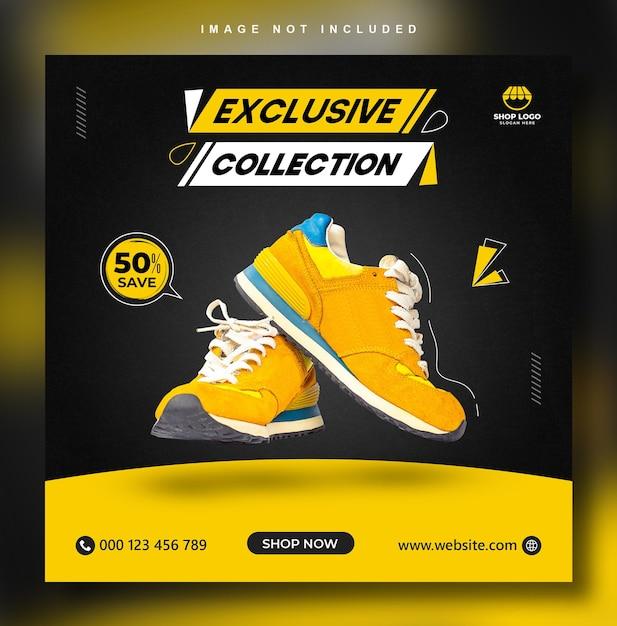 IMAGE NOT INCLUDED
EXCLUSIVE
COLLECTION
SHOP LOGO
SLOGAN HERE
50%
SAVE
000 123 456 789
SHOP NOW
www.website.com